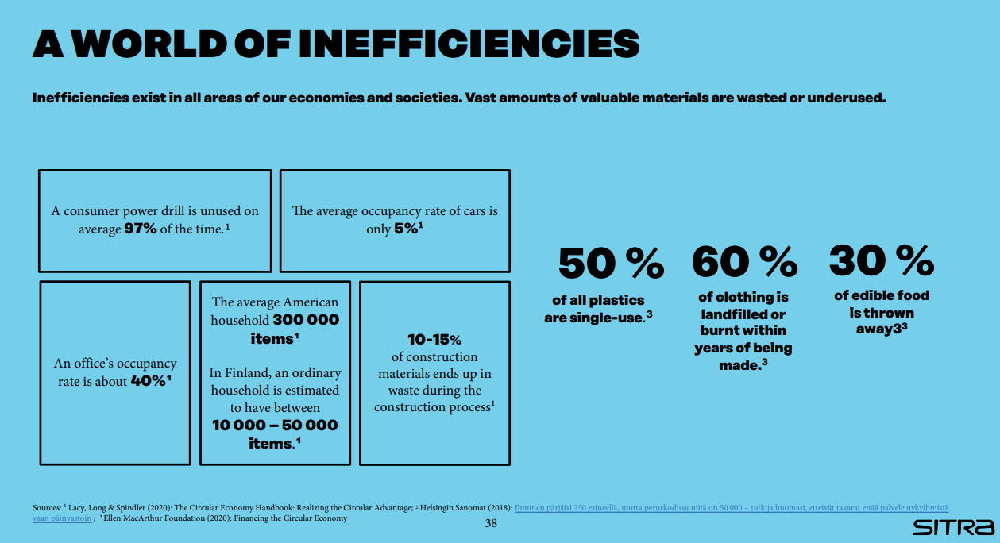 A WORLD OF INEFFICIENCIES
Inefficiencies exist in all areas of our economies and societies. Vast amounts of valuable materials are wasted or underused.
A consumer power drill is unused on
average 97% of the time.¹
The average occupancy rate of cars is
only 5%¹
An office's occupancy
rate is about 40%¹
The average American
household 300 000
items¹
In Finland, an ordinary
household is estimated
to have between
10 000 – 50 000
items.¹
10-15%
of construction
materials ends up in
waste during the
construction process¹
50 %
of all plastics
are single-use.³
60 %
of clothing is
landfilled or
burnt within
years of being
made.³
30 %
of edible food
is thrown
away3³
Sources: ¹ Lacy, Long & Spindler (2020): The Circular Economy Handbook: Realizing the Circular Advantage; ² Helsingin Sanomat (2018): Ihminen pärjäisi 250 esineellä, mutta peruskodissa niitä on 50 000 – tutkija huomasi, etteivät tavarat enää palvele nykyihmistä
vaan päinvastoin ; ³ Ellen MacArthur Foundation (2020): Financing the Circular Economy
38
SITRA